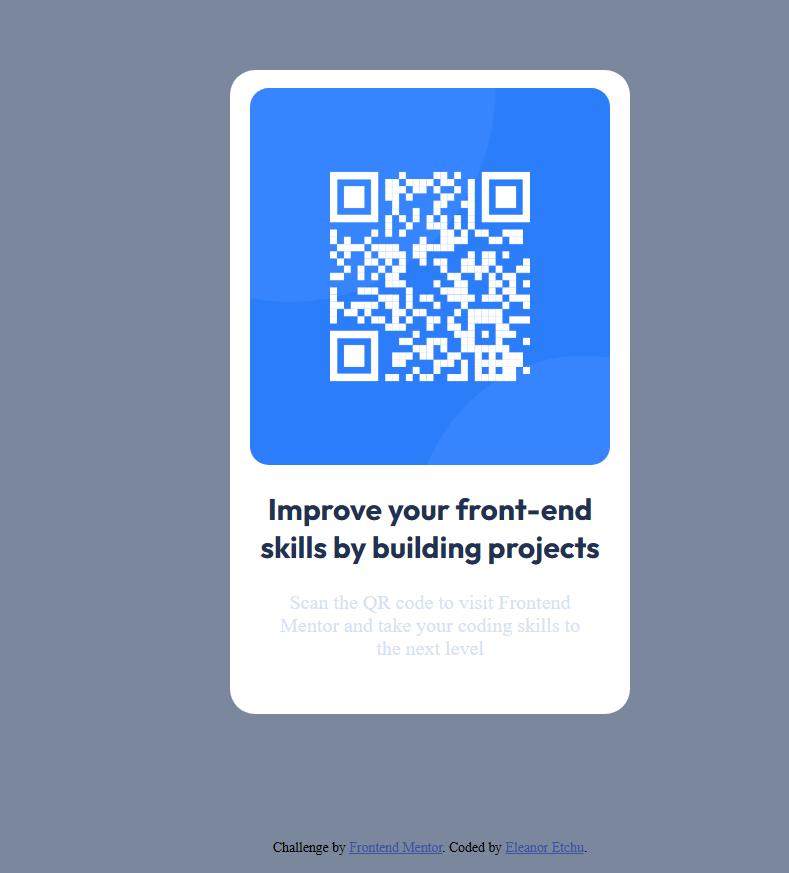 Improve your front-end
skills by building projects
Scan the QR code to visit Frontend
Mentor and take your coding skills to
the next level
Challenge by Frontend Mentor. Coded by Eleanor Etchu.